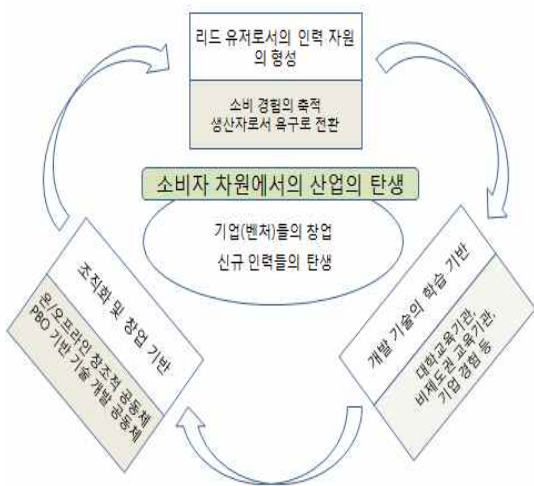 리드 유저로서의 인력 자원
의 형성
소비 경험의 축적
생산자로서 욕구로 전환
소비자 차원에서의 산업의 탄생
기업(벤처)들의 창업
신규 인력들의 탄생
조직화 및 창업 기반
온/오프라인 창조적 공동체
PBO 기반 기술 개발 공동체
개발 기술의 학습 기반
대학교육기관,
비제도권 교육기관,
기업 경험 등